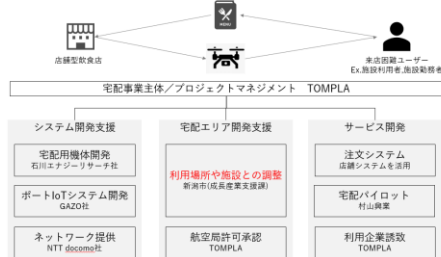 MENU
店舗型飲食店
来店困難ユーザー
Ex.施設利用者,施設勤務者
宅配事業主体/プロジェクトマネジメント TOMPLA
システム開発支援
宅配用機体開発
石川エナジーリサーチ社
ポートIoTシステム開発
GAZO社
ネットワーク提供
NTT docomo社
宅配エリア開発支援
利用場所や施設との調整
新潟市(成長産業支援課)
航空局許可承認
TOMPLA
サービス開発
注文システム
店舗システムを活用
宅配パイロット
村山興業
利用企業誘致
TOMPLA